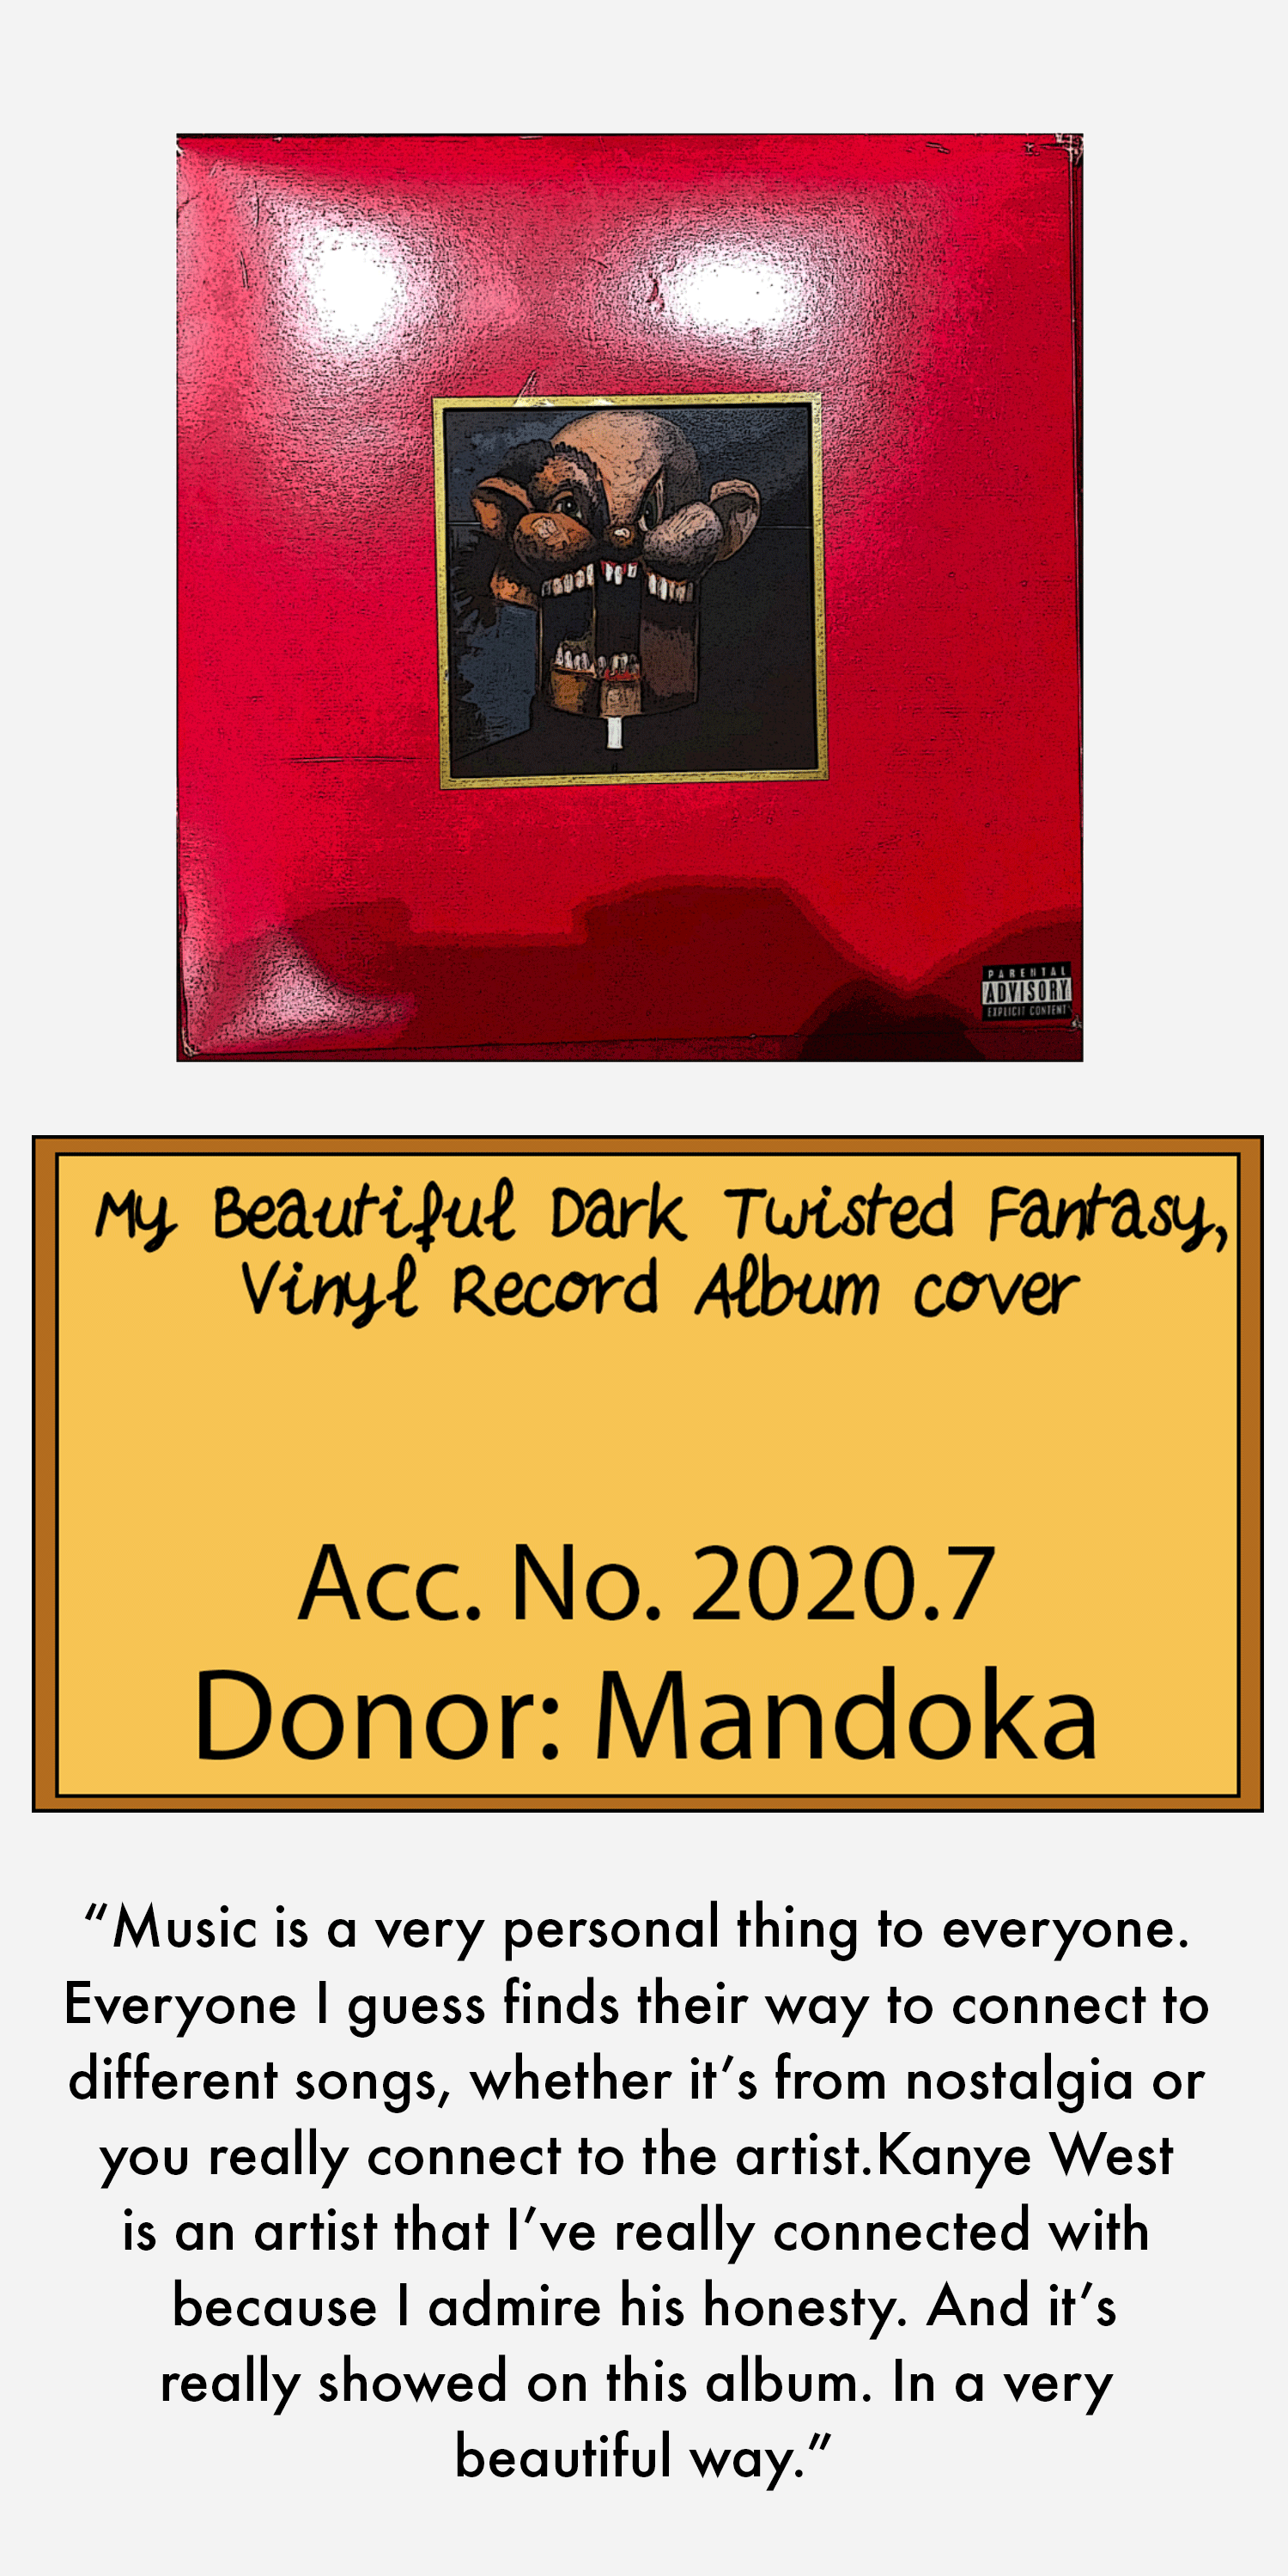 PARENTAL
ADVISORY
EXPLICIT CONTENT
My Beautiful Dark Twisted Fantasy,
Vinyl Record Album cover
Acc. No. 2020.7
Donor: Mandoka
“Music is a very personal thing to everyone.
Everyone I guess finds their way to connect to
different songs, whether it’s from nostalgia or
you really connect to the artist.Kanye West
is an artist that I’ve really connected with
because I admire his honesty. And it’s
really showed on this album. In a very
beautiful way.”